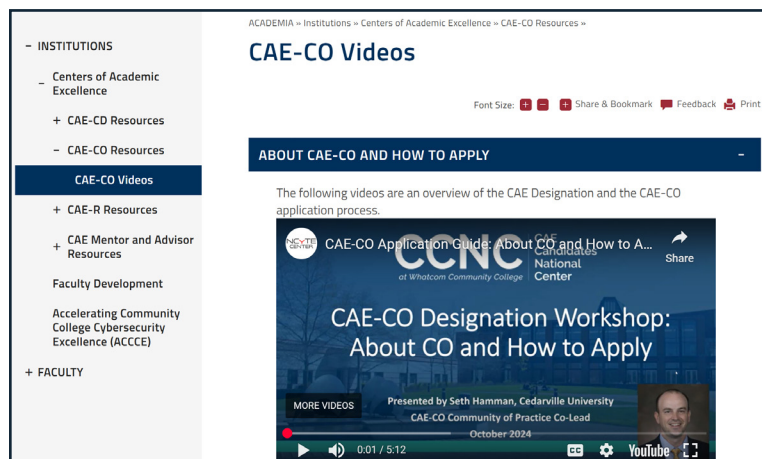 ACADEMIA » Institutions » Centers of Academic Excellence » CAE-CO Resources »
CAE-CO Videos
Font Size: + − + Share & Bookmark Feedback Print
− INSTITUTIONS
− Centers of Academic
Excellence
+ CAE-CD Resources
− CAE-CO Resources
CAE-CO Videos
+ CAE-R Resources
+ CAE Mentor and Advisor
Resources
Faculty Development
Accelerating Community
College Cybersecurity
Excellence (ACCCE)
+ FACULTY
ABOUT CAE-CO AND HOW TO APPLY −
The following videos are an overview of the CAE Designation and the CAE-CO
application process.
NCYTE
CENTER
CAE-CO Application Guide: About CO and How to A...
Share
CCNC
at Whatcom Community College
CAE
Candidates
National
Center
CAE-CO Designation Workshop:
About CO and How to Apply
MORE VIDEOS
Presented by Seth Hamman, Cedarville University
CAE-CO Community of Practice Co-Lead
October 2024
0:01 / 5:12
CC
YouTube